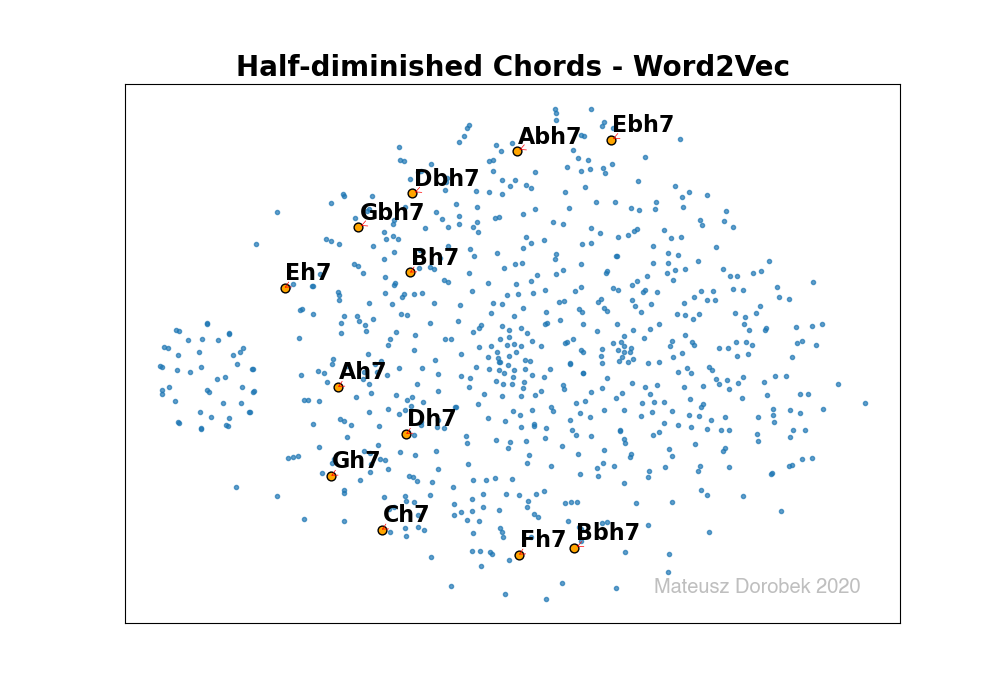 Half-diminished Chords - Word2Vec
Ebh7
Abh7
Dbh7
Gbh7
Bh7
Eh7
Ah7
Dh7
Gh7
Ch7
Bbh7
Fh7
Mateusz Dorobek 2020